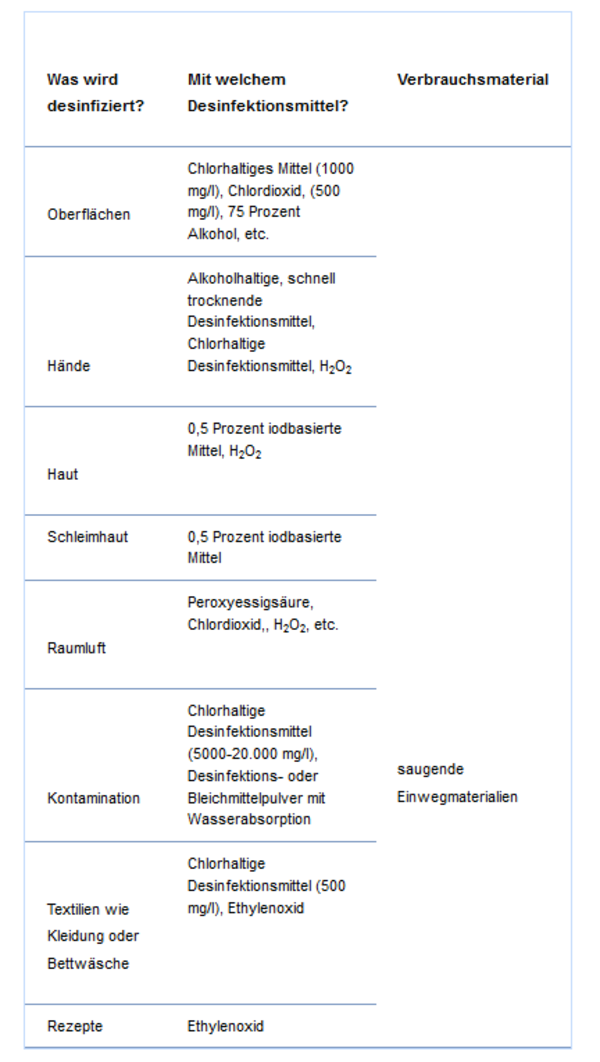 Was wird
desinfiziert?
Mit welchem
Desinfektionsmittel?
Verbrauchsmaterial
Oberflächen
Chlorhaltiges Mittel (1000
mg/l), Chlordioxid, (500
mg/l), 75 Prozent
Alkohol, etc.
Hände
Alkoholhaltige, schnell
trocknende
Desinfektionsmittel,
Chlorhaltige
Desinfektionsmittel, H₂O₂
Haut
0,5 Prozent iodbasierte
Mittel, H₂O₂
Schleimhaut
0,5 Prozent iodbasierte
Mittel
Raumluft
Peroxyessigsäure,
Chlordioxid,, H₂O₂, etc.
Kontamination
Chlorhaltige
Desinfektionsmittel
(5000-20.000 mg/l),
Desinfektions- oder
Bleichmittelpulver mit
Wasserabsorption
saugende
Einwegmaterialien
Textilien wie
Kleidung oder
Bettwäsche
Chlorhaltige
Desinfektionsmittel (500
mg/l), Ethylenoxid
Rezepte
Ethylenoxid